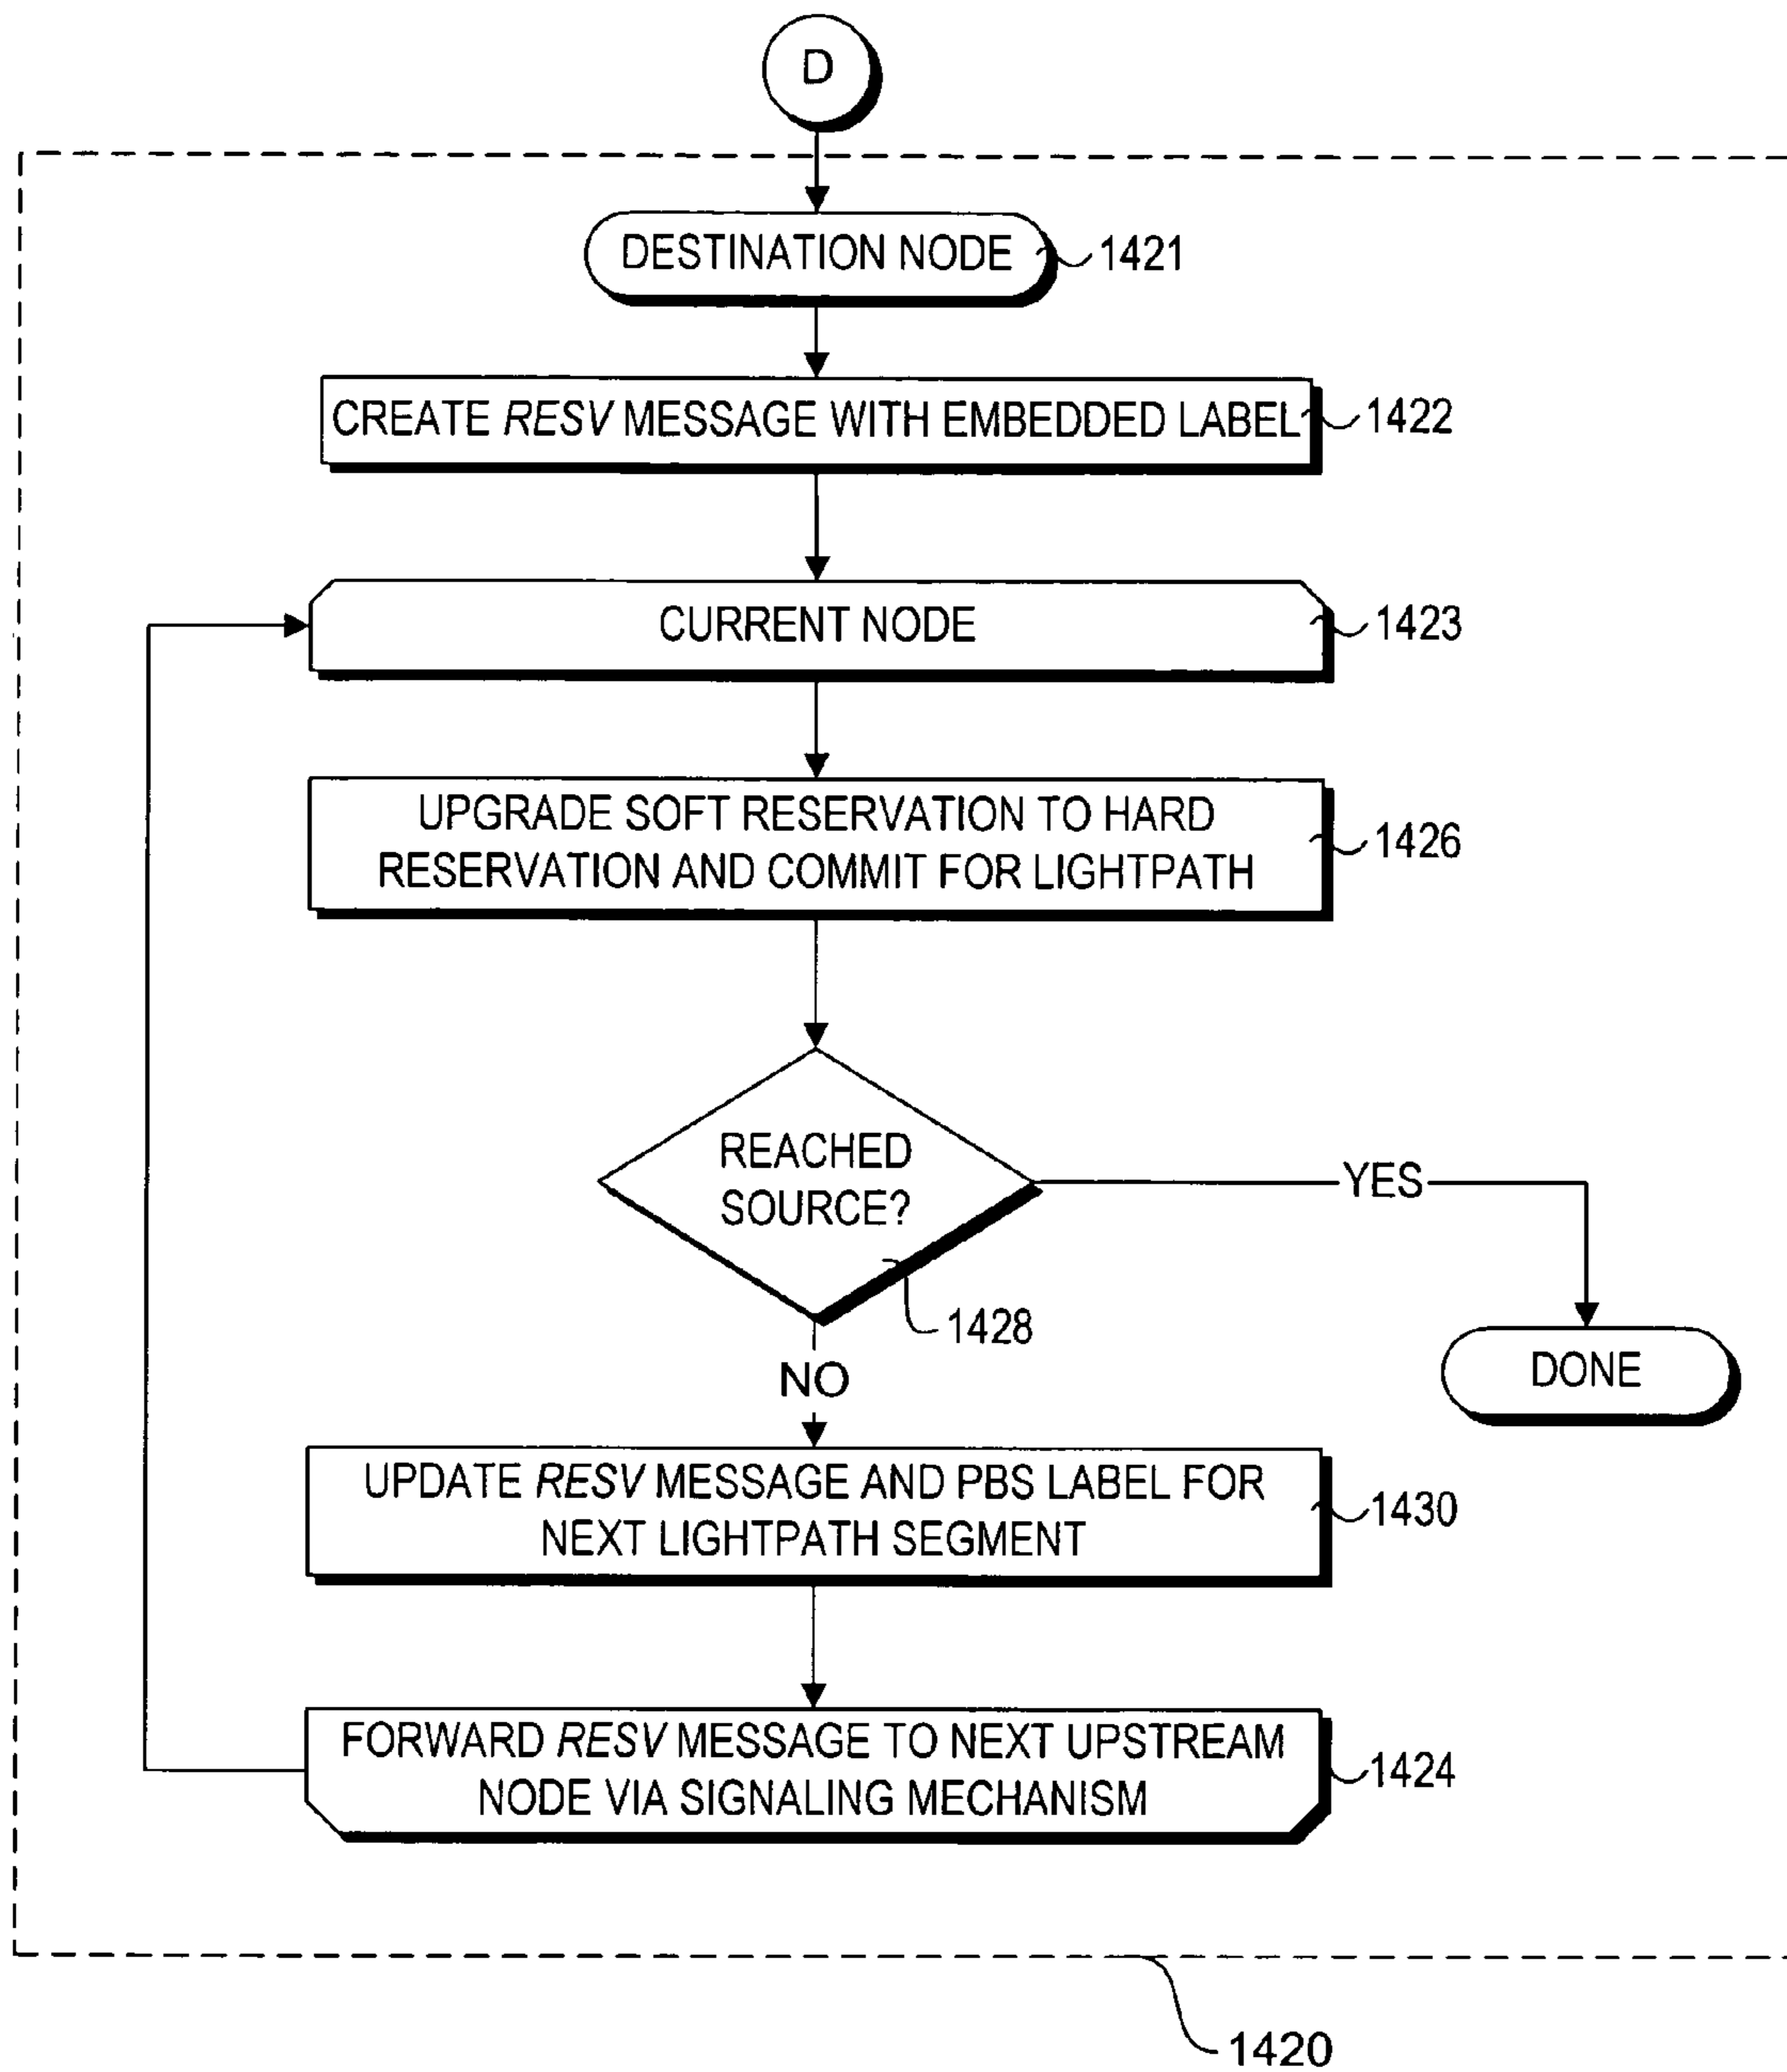 D
DESTINATION NODE
1421
CREATE RESV MESSAGE WITH EMBEDDED LABEL
1422
CURRENT NODE
1423
UPGRADE SOFT RESERVATION TO HARD
RESERVATION AND COMMIT FOR LIGHTPATH
1426
REACHED
SOURCE?
YES
1428
NO
DONE
UPDATE RESV MESSAGE AND PBS LABEL FOR
NEXT LIGHTPATH SEGMENT
1430
FORWARD RESV MESSAGE TO NEXT UPSTREAM
NODE VIA SIGNALING MECHANISM
1424
1420